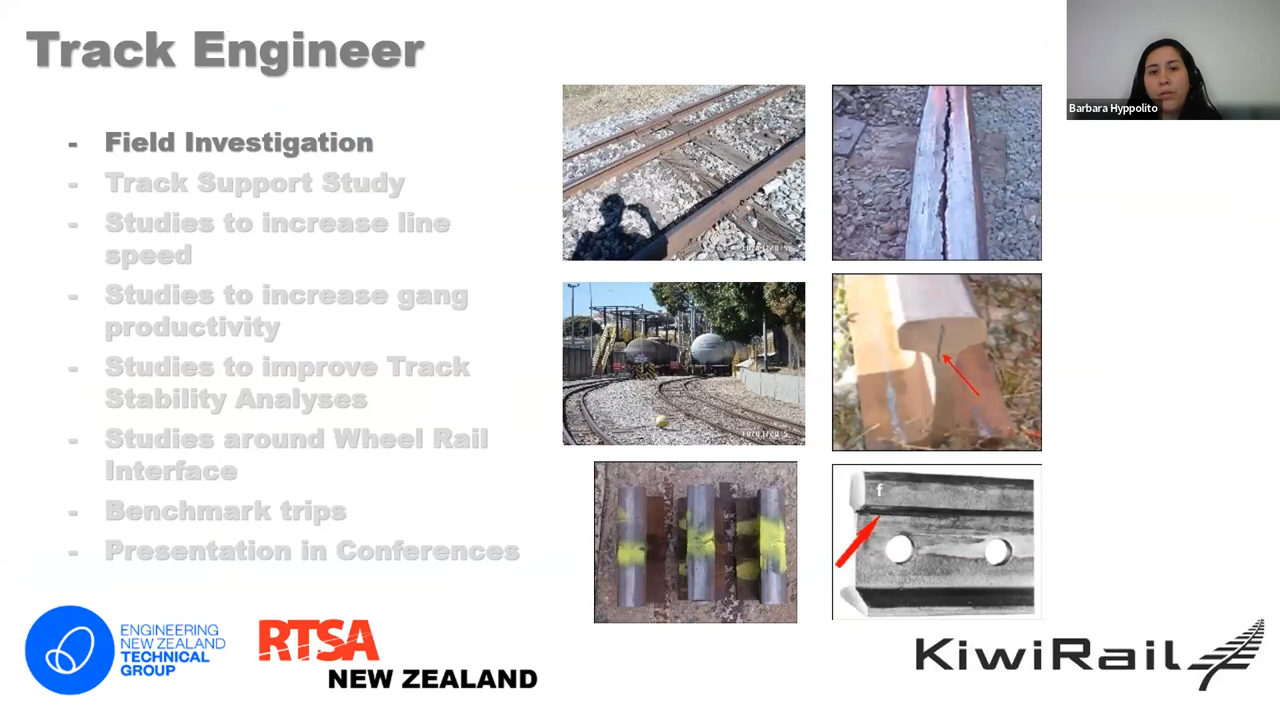 Track Engineer
Barbara Hyppolito
- Field Investigation
- Track Support Study
- Studies to increase line
speed
- Studies to increase gang
productivity
- Studies to improve Track
Stability Analyses
- Studies around Wheel Rail
Interface
- Benchmark trips
- Presentation in Conferences
f
ENGINEERING
NEW ZEALAND
TECHNICAL
GROUP
RTSA
NEW ZEALAND
KiwiRail